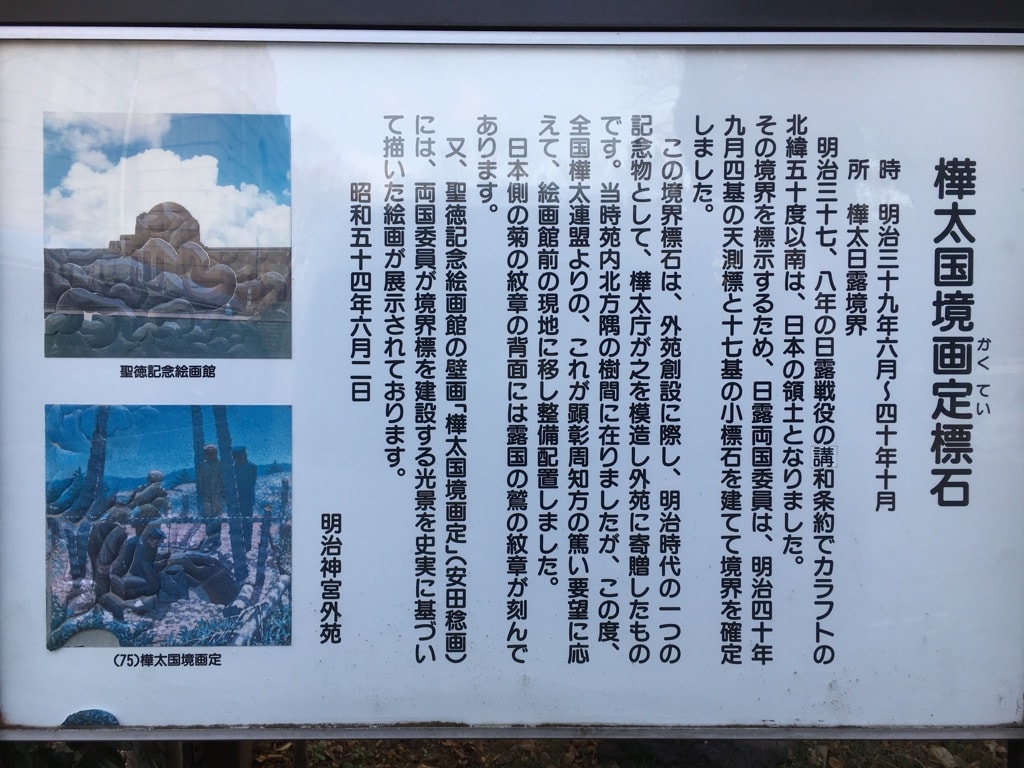 樺太国境画定標石
かくてい
時　明治三十九年六月〜四十年十月
所　樺太日露境界
明治三十七、八年の日露戦役の講和条約でカラフトの
北緯五十度以南は、日本の領土となりました。
その境界を標示するため、日露両国委員は、明治四十年
九月四基の天測標と十七基の小標石を建てて境界を確定
しました。
この境界標石は、外苑創設に際し、明治時代の一つの
記念物として、樺太庁が之を模造し外苑に寄贈したもの
です。当時苑内北方隅の樹間に在りましたが、この度、
全国樺太連盟よりの、これが顕彰周知方の篤い要望に応
えて、絵画館前の現地に移し整備配置しました。
日本側の菊の紋章の背面には露国の鷲の紋章が刻んで
あります。
又、聖徳記念絵画館の壁画「樺太国境画定」（安田稔画）
には、両国委員が境界標を建設する光景を史実に基づい
て描いた絵画が展示されております。
昭和五十四年六月二日
明治神宮外苑
聖徳記念絵画館
(75)樺太国境画定